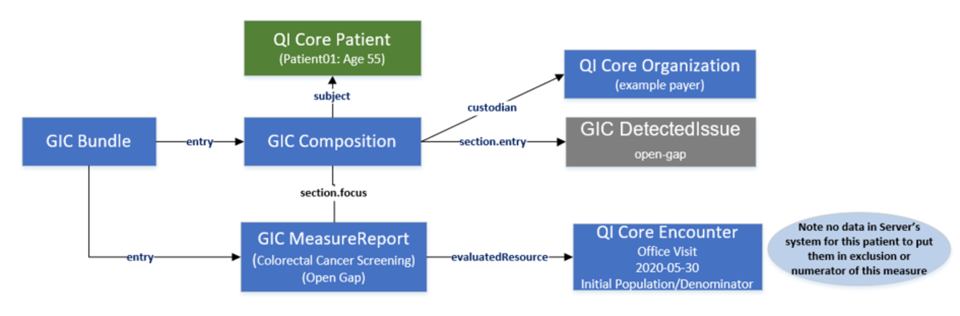 QI Core Patient
(Patient01: Age 55)
subject
QI Core Organization
(example payer)
custodian
GIC Bundle
entry
GIC Composition
section.entry
GIC DetectedIssue
open-gap
section.focus
entry
GIC MeasureReport
(Colorectal Cancer Screening)
(Open Gap)
evaluatedResource
QI Core Encounter
Office Visit
2020-05-30
Initial Population/Denominator
Note no data in Server's
system for this patient to put
them in exclusion or
numerator of this measure